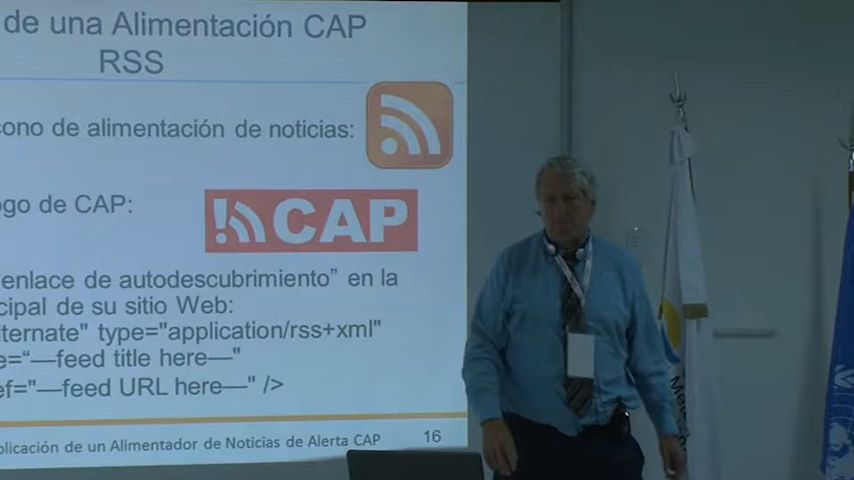 de una Alimentación CAP
RSS
cono de alimentación de noticias:
ogo de CAP:
! CAP
enlace de autodescubrimiento” en la
cipal de su sitio Web:
lternate” type="application/rss+xml"
e=“—feed title here—“
ef="—feed URL here—" />
plicación de un Alimentador de Noticias de Alerta CAP 16